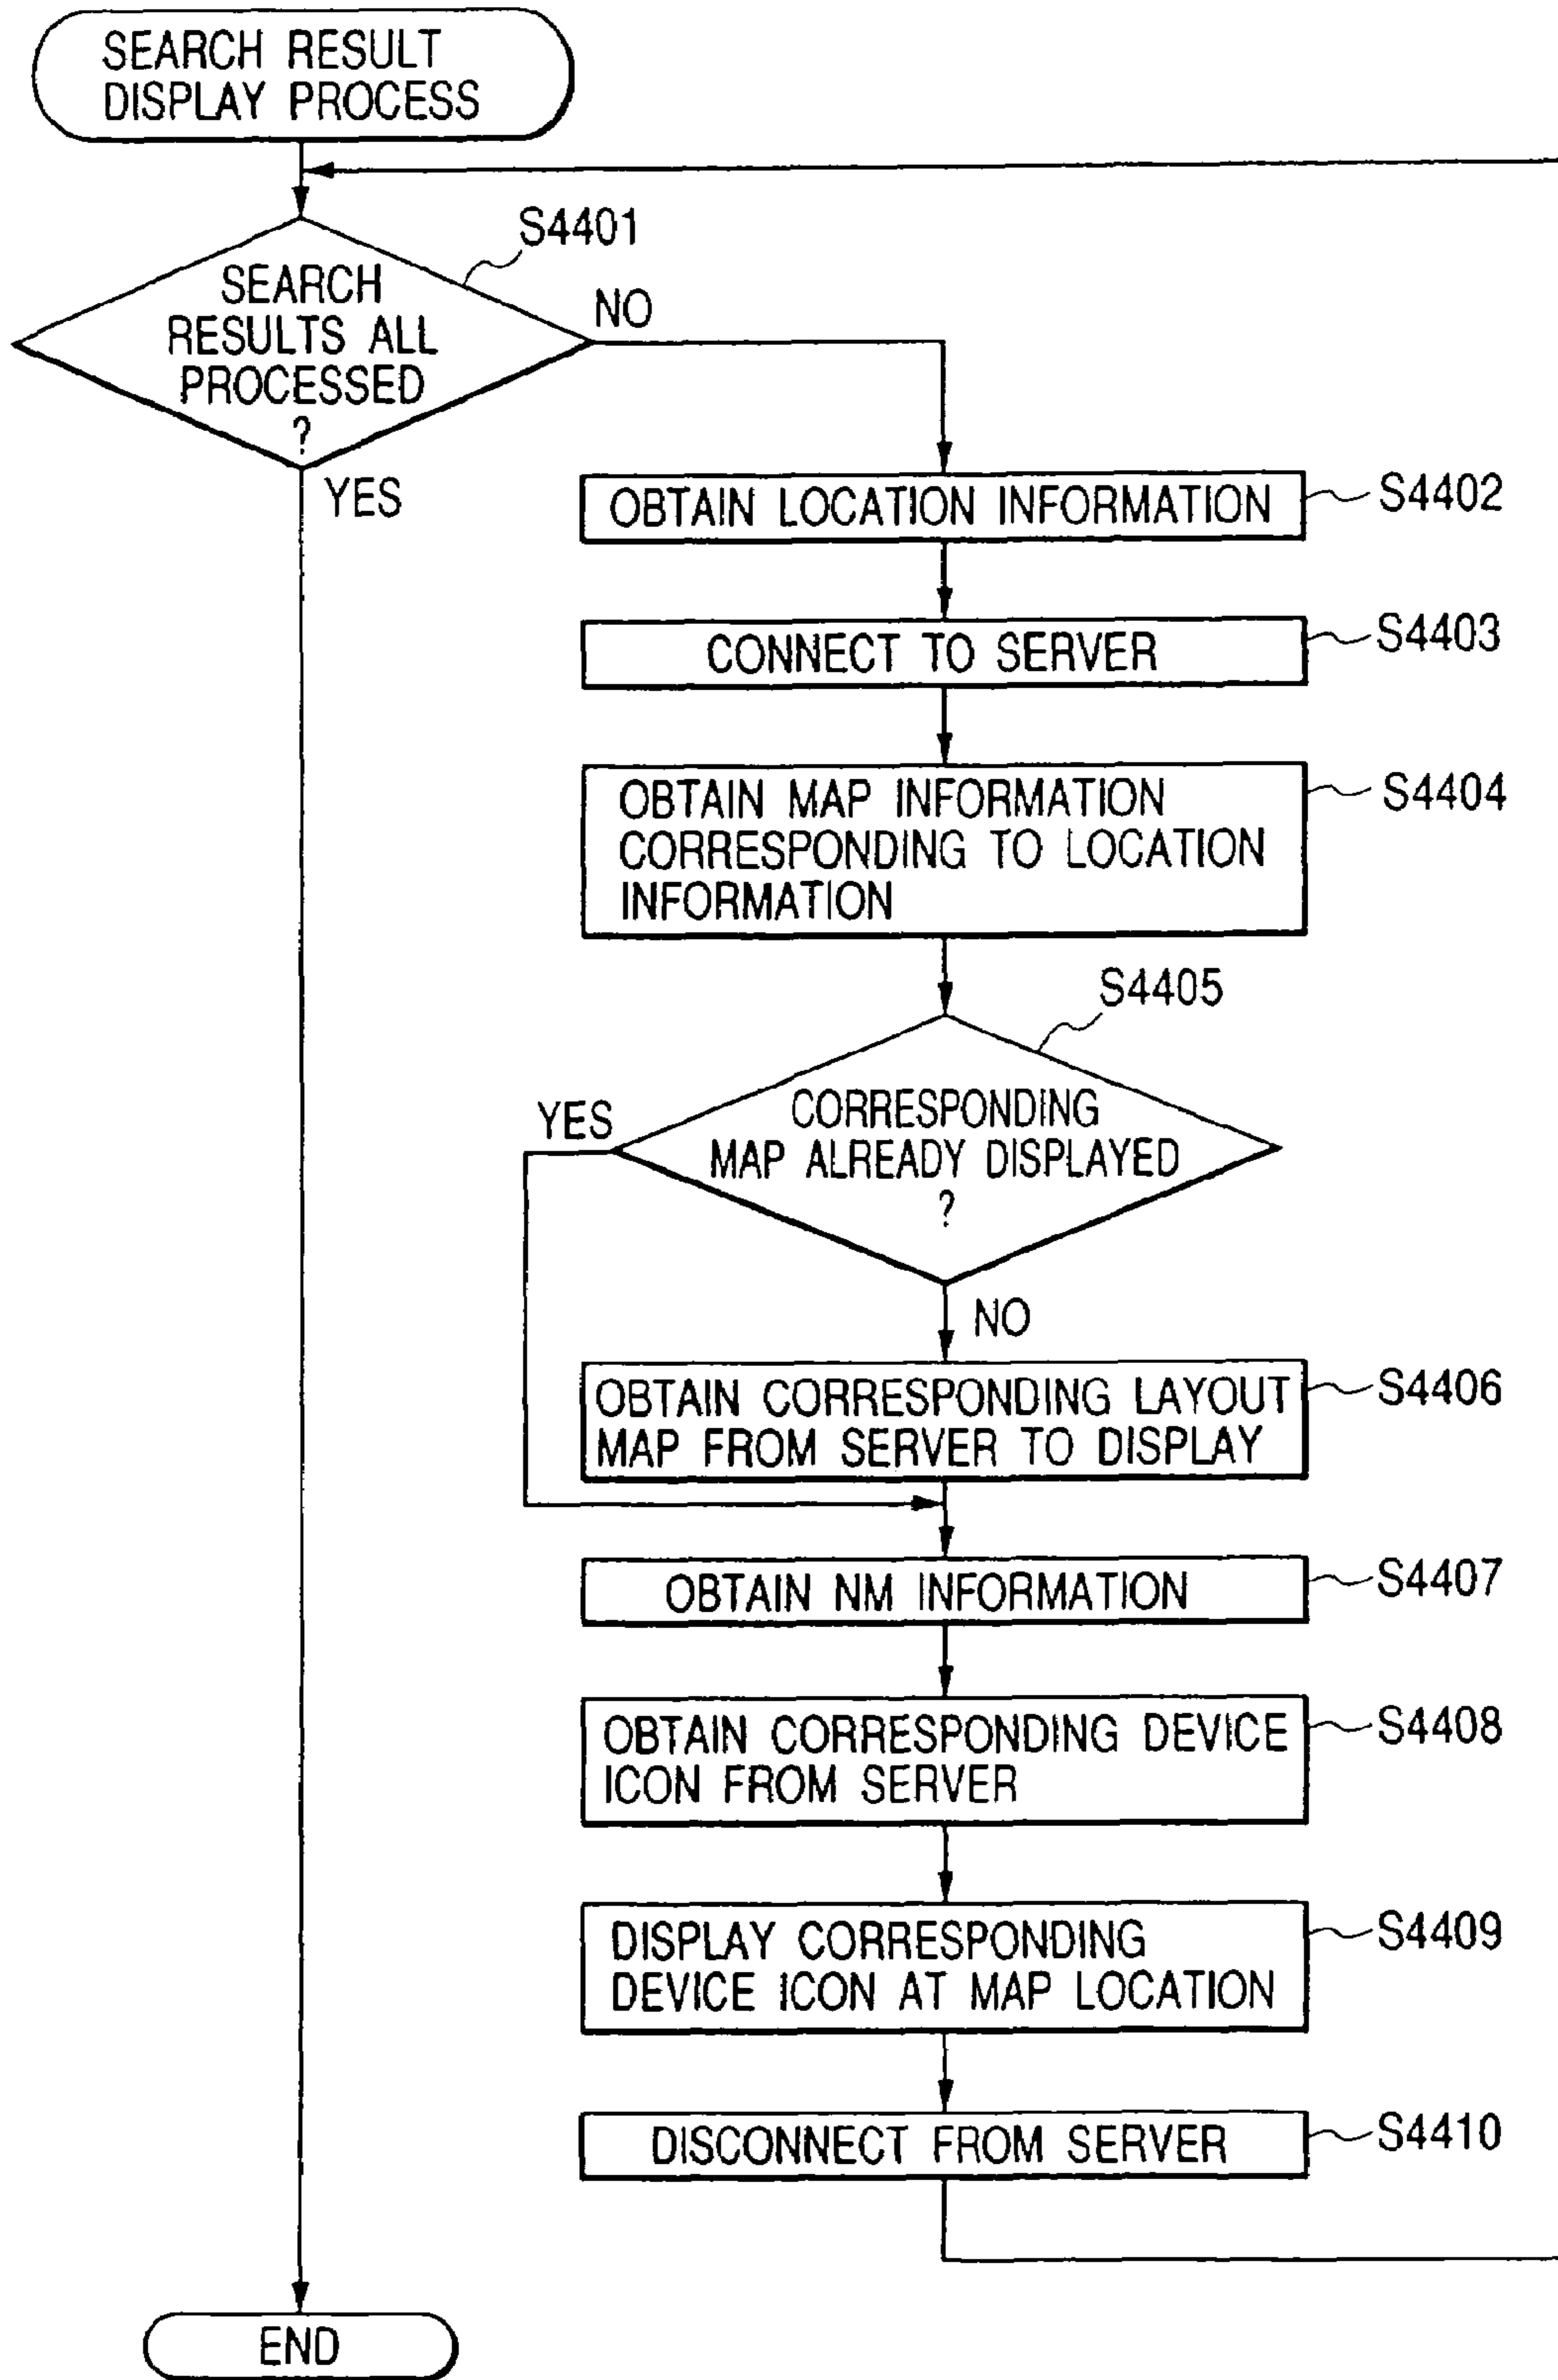 SEARCH RESULT
DISPLAY PROCESS
S4401
SEARCH
RESULTS ALL
PROCESSED
?
NO
YES
OBTAIN LOCATION INFORMATION
S4402
CONNECT TO SERVER
S4403
OBTAIN MAP INFORMATION
CORRESPONDING TO LOCATION
INFORMATION
S4404
S4405
CORRESPONDING
MAP ALREADY DISPLAYED
?
YES
NO
OBTAIN CORRESPONDING LAYOUT
MAP FROM SERVER TO DISPLAY
S4406
OBTAIN NM INFORMATION
S4407
OBTAIN CORRESPONDING DEVICE
ICON FROM SERVER
S4408
DISPLAY CORRESPONDING
DEVICE ICON AT MAP LOCATION
S4409
DISCONNECT FROM SERVER
S4410
END